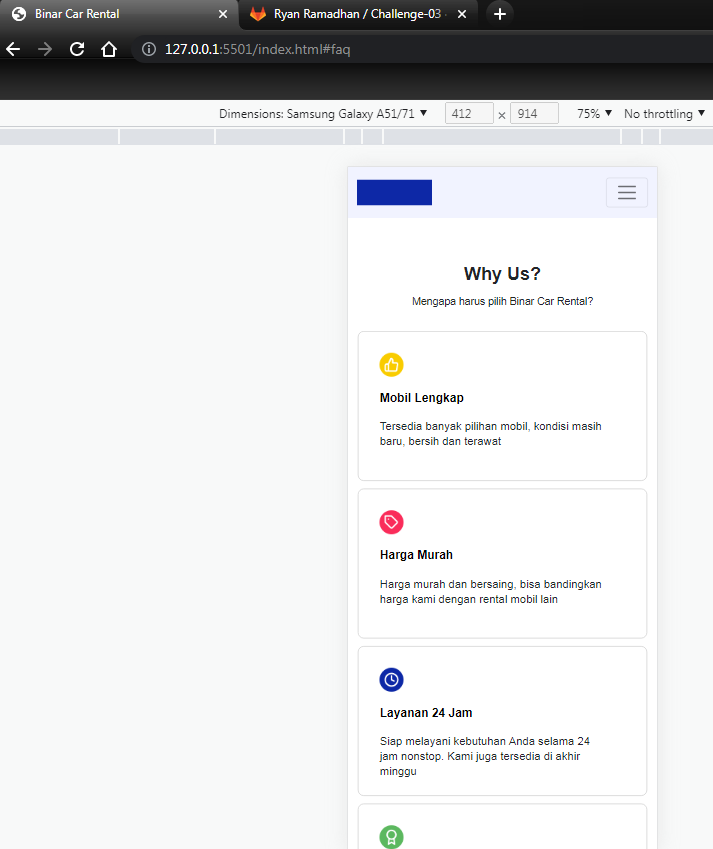 Binar Car Rental
Ryan Ramadhan / Challenge-03
127.0.0.1:5501/index.html#faq
Dimensions: Samsung Galaxy A51/71 ▼ 412 × 914 75% ▼ No throttling ▼
Why Us?
Mengapa harus pilih Binar Car Rental?
Mobil Lengkap
Tersedia banyak pilihan mobil, kondisi masih
baru, bersih dan terawat
Harga Murah
Harga murah dan bersaing, bisa bandingkan
harga kami dengan rental mobil lain
Layanan 24 Jam
Siap melayani kebutuhan Anda selama 24
jam nonstop. Kami juga tersedia di akhir
minggu